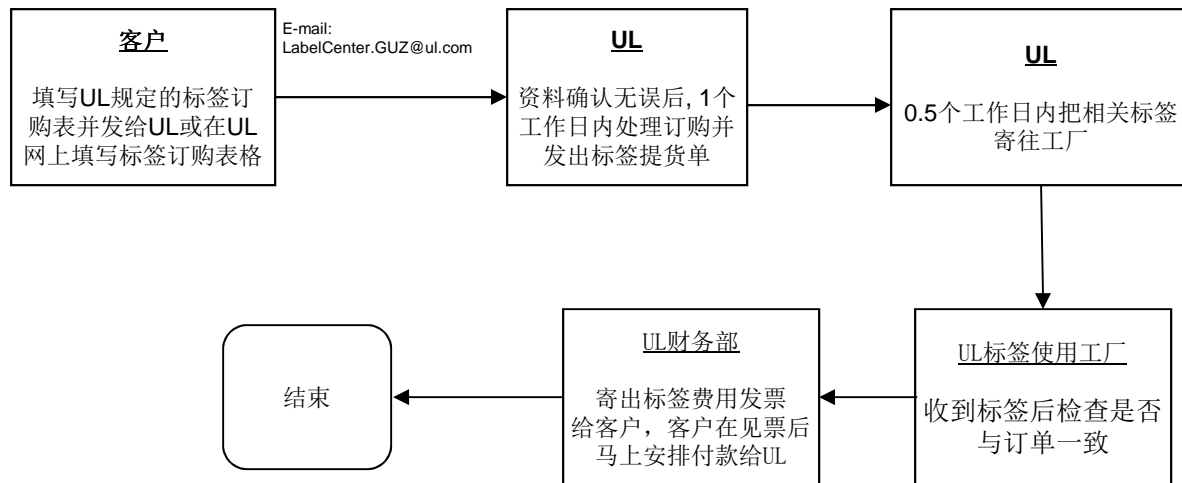 客户
填写UL规定的标签订
购表并发给UL或在UL
网上填写标签订购表格
E-mail:
LabelCenter.GUZ@ul.com
UL
资料确认无误后, 1个
工作日内处理订购并
发出标签提货单
UL
0.5个工作日内把相关标签
寄往工厂
UL标签使用工厂
收到标签后检查是否
与订单一致
UL财务部
寄出标签费用发票
给客户，客户在见票后
马上安排付款给UL
结束